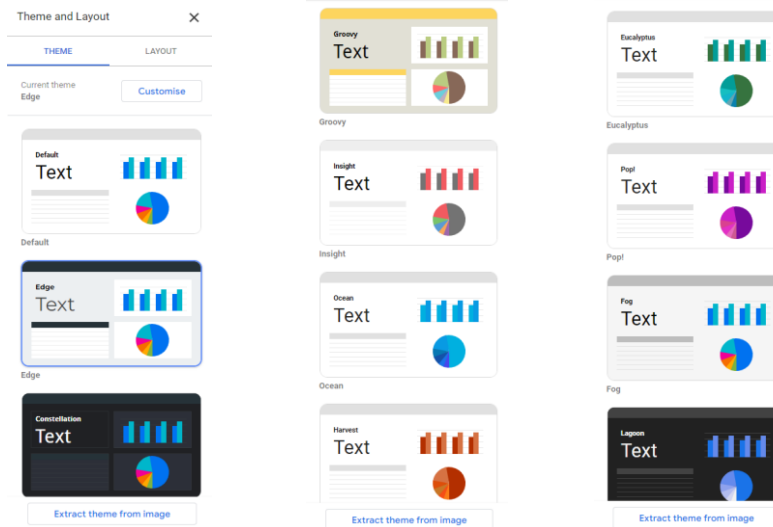 Theme and Layout
THEME LAYOUT
Current theme
Edge
Customise
Default
Text
Default
Edge
Text
Edge
Constellation
Text
Extract theme from image
Groovy
Text
Groovy
Insight
Text
Insight
Ocean
Text
Ocean
Harvest
Text
Extract theme from image
Eucalyptus
Text
Eucalyptus
Pop!
Text
Pop!
Fog
Text
Fog
Lagoon
Text
Extract theme from image